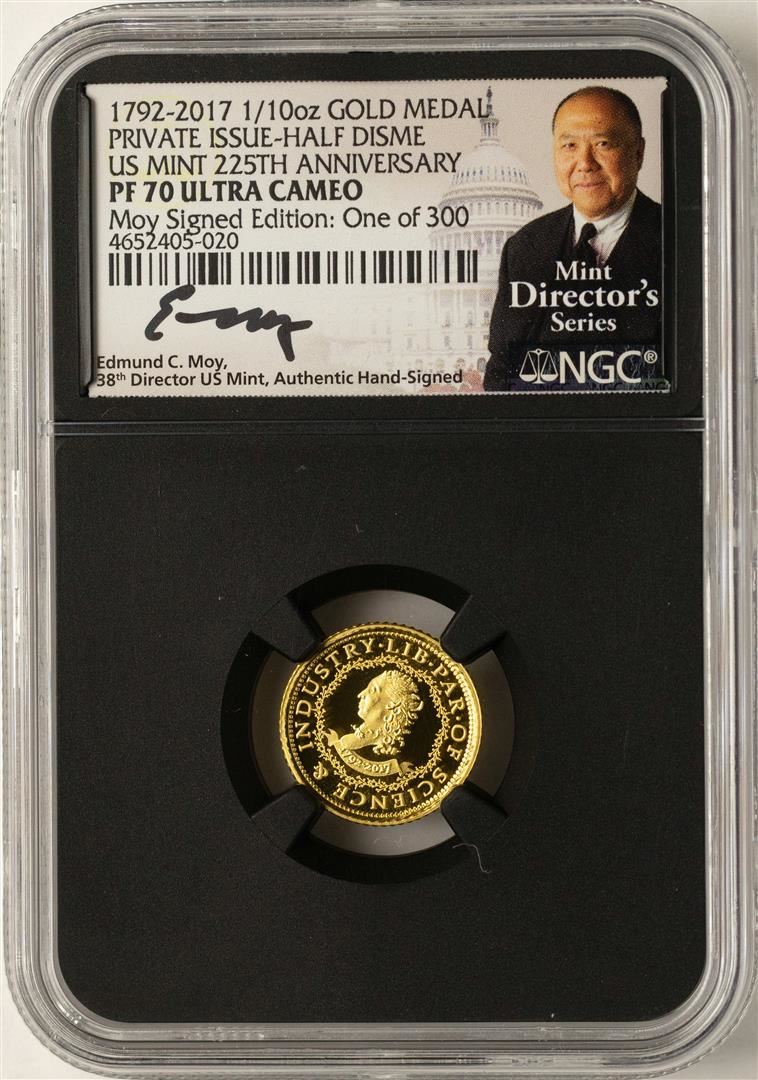 1792-2017 1/10oz GOLD MEDAL
PRIVATE ISSUE-HALF DISME
US MINT 225TH ANNIVERSARY
PF 70 ULTRA CAMEO
Moy Signed Edition: One of 300
4652405-020
Edmund C. Moy,
38th Director US Mint, Authentic Hand-Signed
Mint
Director's
Series
NGC®
LIB·PAR·OF·SCIENCE & INDUSTRY·
1792-2017